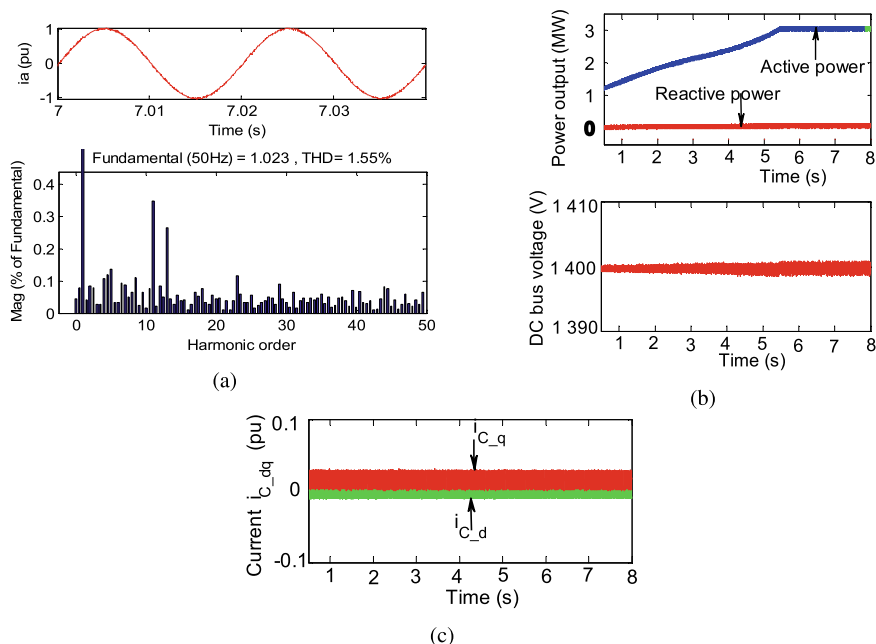 1
0
-1
ia (pu)
7
7.01
7.02
7.03
Time (s)
Fundamental (50Hz) = 1.023 , THD= 1.55%
0.4
0.3
0.2
0.1
0
Mag (% of Fundamental)
0
10
20
30
40
50
Harmonic order
(a)
3
2
1
0
Power output (MW)
Active power
Reactive power
1
2
3
4
5
6
7
8
Time (s)
1 410
1 400
1 390
DC bus voltage (V)
1
2
3
4
5
6
7
8
Time (s)
(b)
0.1
0
-0.1
Current i_C_dq (pu)
i_C_q
i_C_d
1
2
3
4
5
6
7
8
Time (s)
(c)